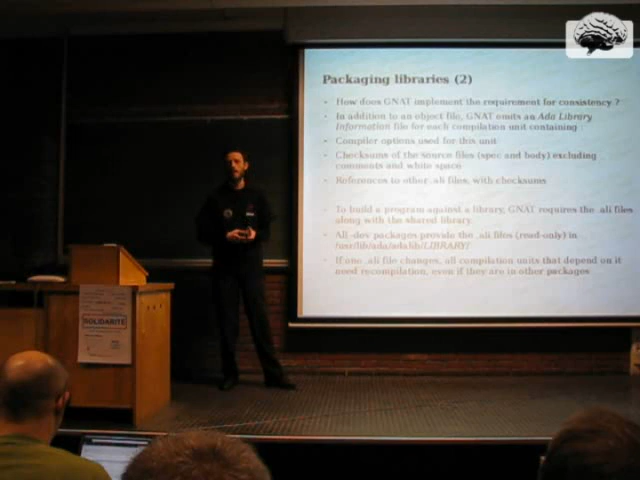 Packaging libraries (2)
- How does GNAT implement the requirement for consistency ?
- In addition to an object file, GNAT emits an Ada Library
Information file for each compilation unit containing
- Compiler options used for this unit
- Checksums of the source files (spec and body) excluding
comments and white space
- References to other .ali files, with checksums
- To build a program against a library, GNAT requires the .ali files
along with the shared library.
- All -dev packages provide the .ali files (read-only) in
/usr/lib/ada/adalib/LIBRARY/
- If one .ali file changes, all compilation units that depend on it
need recompilation, even if they are in other packages
SOLIDARITÉ